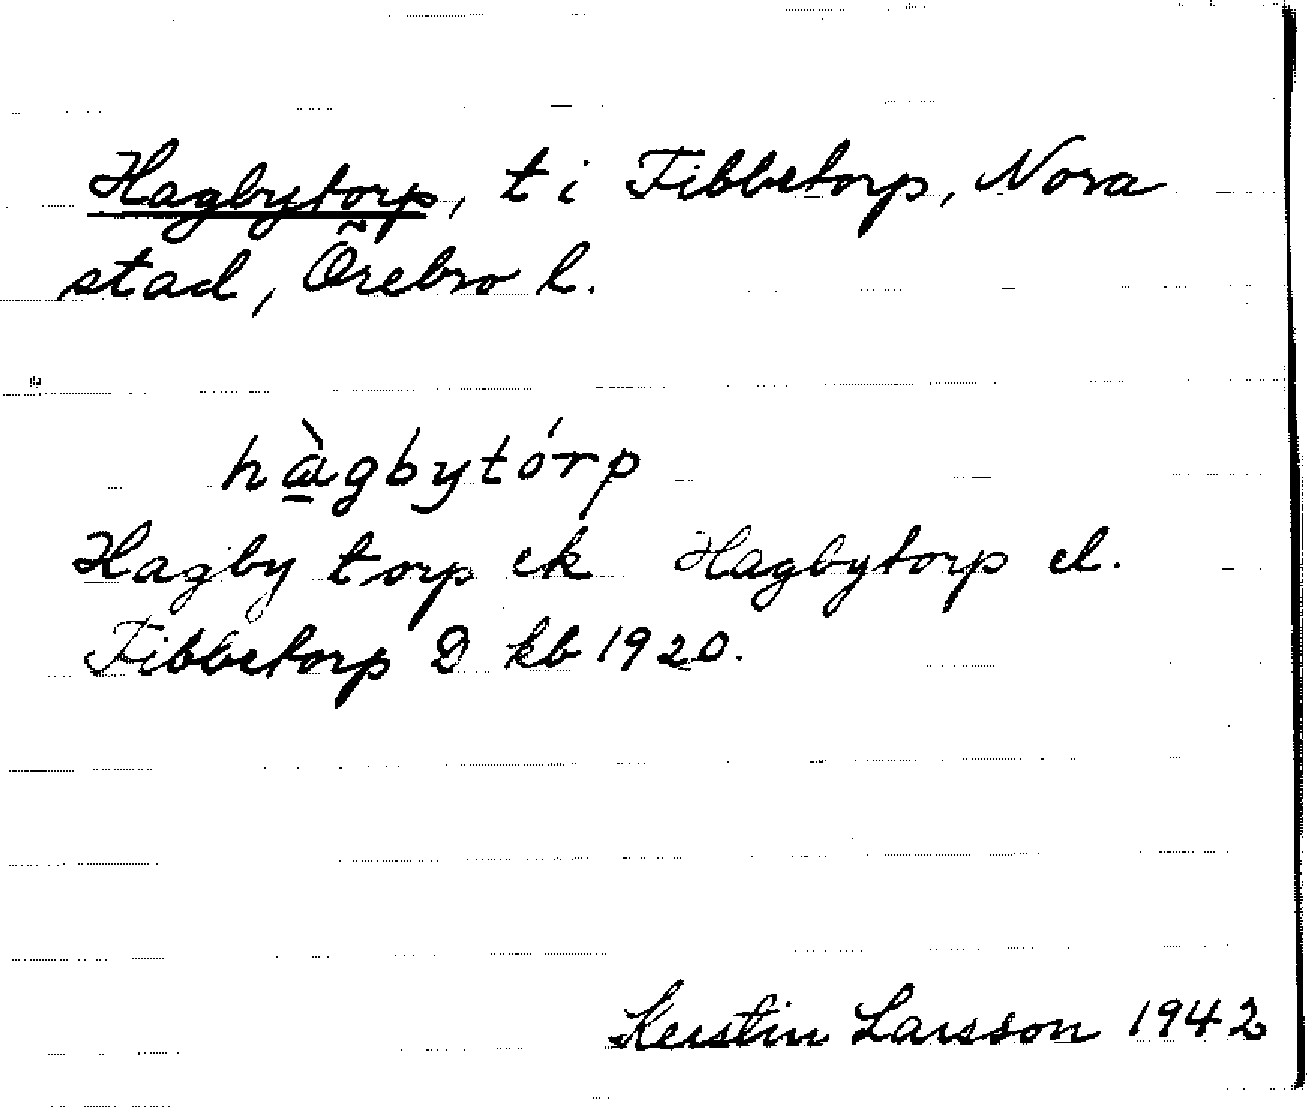 Hagbytorp, t i Fibbetorp, Nora
stad, Örebro l.
hàgbytórp
Hagby torp ek Hagbytorp el.
Fibbetorp D kb 1920.
Kerstin Larsson 1942